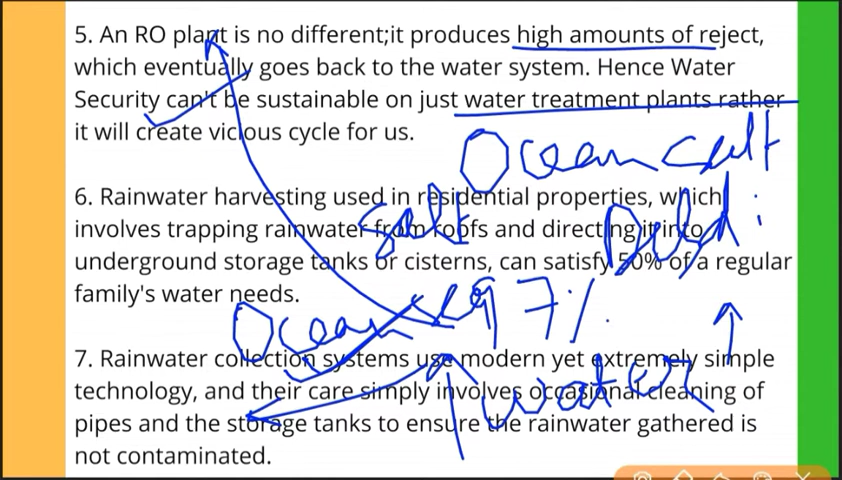 5. An RO plant is no different;it produces high amounts of reject,
which eventually goes back to the water system. Hence Water
Security can't be sustainable on just water treatment plants rather
it will create vicious cycle for us.
Ocean salt
6. Rainwater harvesting used in residential properties, which
involves trapping rainwater from roofs and directing it into
salt
underground storage tanks or cisterns, can satisfy 50% of a regular
family's water needs.
Ocean 97%
7. Rainwater collection systems use modern yet extremely simple
water
technology, and their care simply involves occasional cleaning of
pipes and the storage tanks to ensure the rainwater gathered is
not contaminated.